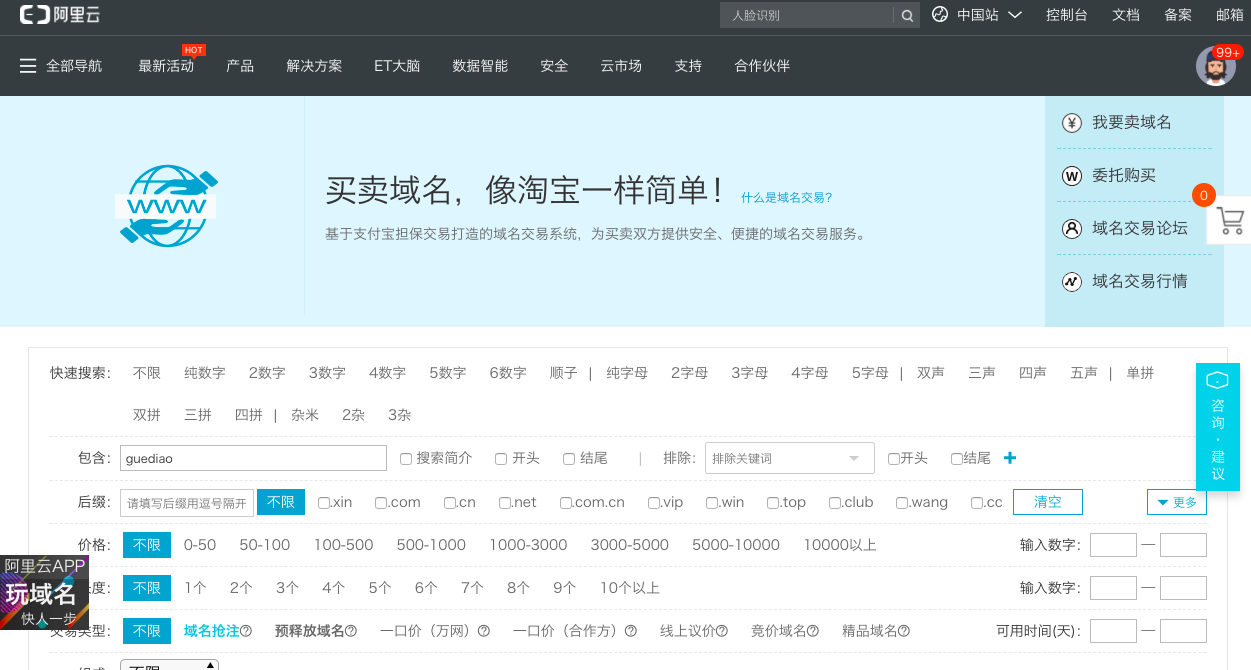 阿里云 人脸识别 中国站 控制台 文档 备案 邮箱
全部导航 最新活动 HOT 产品 解决方案 ET大脑 数据智能 安全 云市场 支持 合作伙伴 99+
WWW
买卖域名，像淘宝一样简单！ 什么是域名交易?
基于支付宝担保交易打造的域名交易系统，为买卖双方提供安全、便捷的域名交易服务。
¥ 我要卖域名
W 委托购买
0
域名交易论坛
域名交易行情
快速搜索： 不限 纯数字 2数字 3数字 4数字 5数字 6数字 顺子 | 纯字母 2字母 3字母 4字母 5字母 | 双声 三声 四声 五声 | 单拼
双拼 三拼 四拼 | 杂米 2杂 3杂
咨询·建议
包含： guediao 搜索简介 开头 结尾 | 排除： 排除关键词 开头 结尾 +
后缀： 请填写后缀用逗号隔开 不限 .xin .com .cn .net .com.cn .vip .win .top .club .wang .cc 清空 更多
价格： 不限 0-50 50-100 100-500 500-1000 1000-3000 3000-5000 5000-10000 10000以上 输入数字： —
度： 不限 1个 2个 3个 4个 5个 6个 7个 8个 9个 10个以上 输入数字： —
阿里云APP
玩域名
快人一步
交易类型： 不限 域名抢注? 预释放域名? 一口价（万网）? 一口价（合作方）? 线上议价? 竞价域名? 精品域名? 可用时间(天)： —
不限